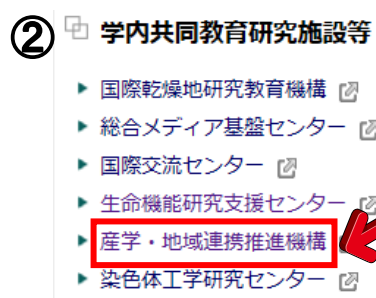 ② 学内共同教育研究施設等
国際乾燥地研究教育機構
総合メディア基盤センター
国際交流センター
生命機能研究支援センター
産学・地域連携推進機構
染色体工学研究センター